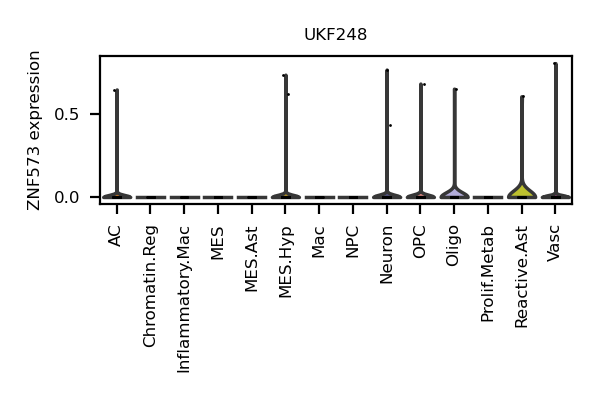 UKF248
ZNF573 expression
0.5
0.0
AC
Chromatin.Reg
Inflammatory.Mac
MES
MES.Ast
MES.Hyp
Mac
NPC
Neuron
OPC
Oligo
Prolif.Metab
Reactive.Ast
Vasc